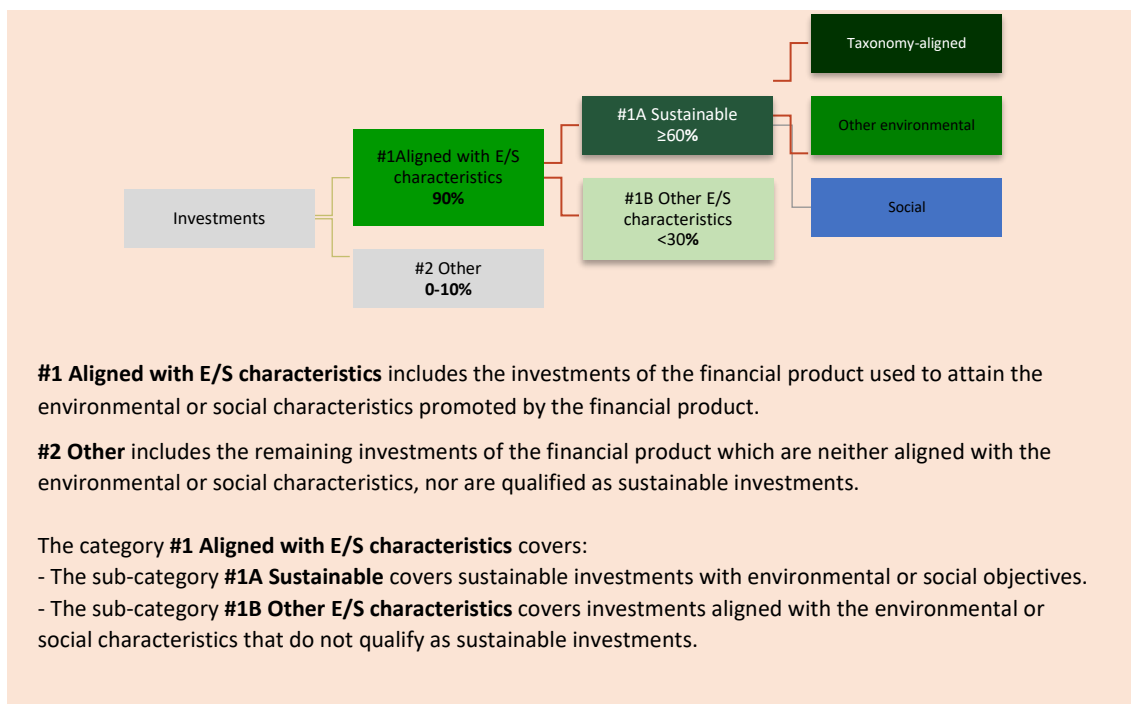 Taxonomy-aligned
#1A Sustainable
≥60%
Other environmental
#1Aligned with E/S
characteristics
90%
#1B Other E/S
characteristics
<30%
Social
Investments
#2 Other
0-10%
#1 Aligned with E/S characteristics includes the investments of the financial product used to attain the
environmental or social characteristics promoted by the financial product.
#2 Other includes the remaining investments of the financial product which are neither aligned with the
environmental or social characteristics, nor are qualified as sustainable investments.
The category #1 Aligned with E/S characteristics covers:
- The sub-category #1A Sustainable covers sustainable investments with environmental or social objectives.
- The sub-category #1B Other E/S characteristics covers investments aligned with the environmental or
social characteristics that do not qualify as sustainable investments.